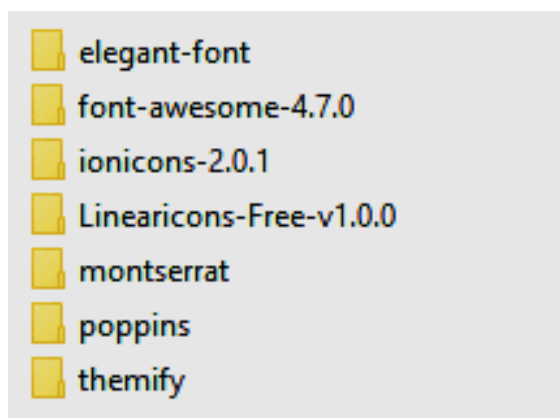 elegant-font
font-awesome-4.7.0
ionicons-2.0.1
Linearicons-Free-v1.0.0
montserrat
poppins
themify